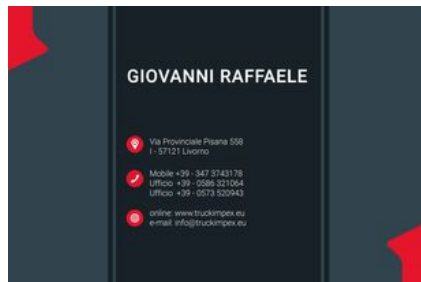 GIOVANNI RAFFAELE
Via Provinciale Pisana 558
I - 57121 Livorno
Mobile +39 - 347 3743178
Ufficio +39 - 0586 321064
Ufficio +39 - 0573 520943
online: www.truckimpex.eu
e-mail: info@truckimpex.eu